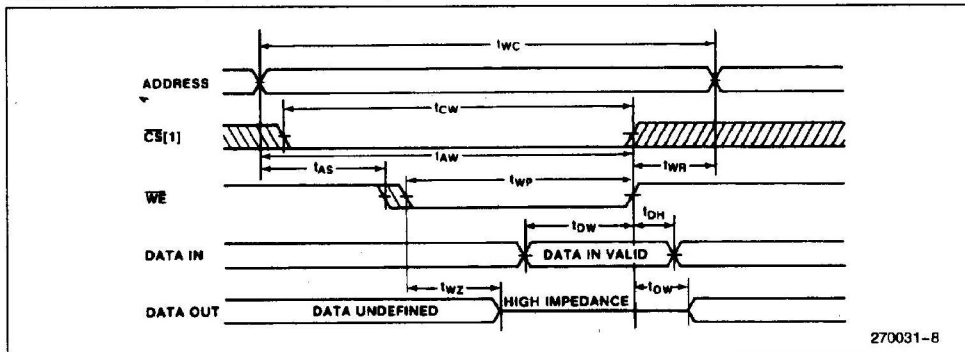 tWC
ADDRESS
tCW
CS[1]
tAW
tAS
tWR
tWP
WE
tDW
tDH
DATA IN
DATA IN VALID
tWZ
HIGH IMPEDANCE
tOW
DATA OUT
DATA UNDEFINED
270031-8